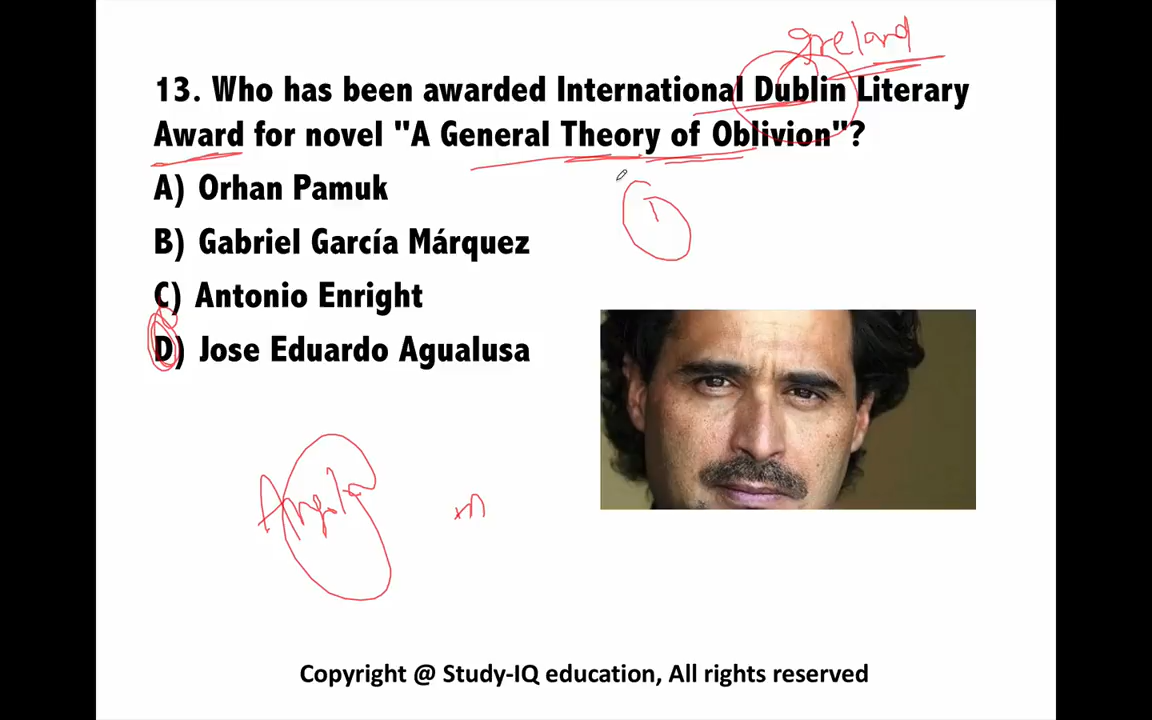 Ireland
13. Who has been awarded International Dublin Literary
Award for novel "A General Theory of Oblivion"?
A) Orhan Pamuk
B) Gabriel García Márquez
C) Antonio Enright
D) Jose Eduardo Agualusa
Angola
Copyright @ Study-IQ education, All rights reserved